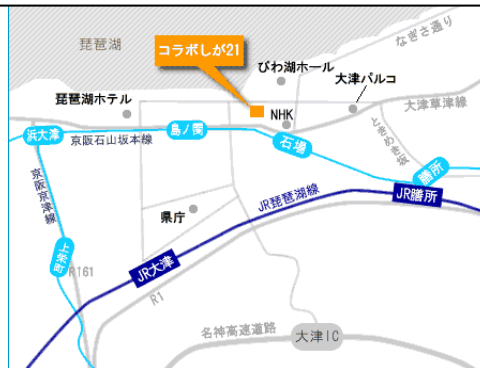 琵琶湖
コラボしが21
なぎさ通り
びわ湖ホール
大津パルコ
琵琶湖ホテル
NHK
大津草津線
浜大津
京阪石山坂本線
島ノ関
石場
ときめき坂
膳所
京阪京津線
JR琵琶湖線
JR膳所
県庁
上栄町
R161
JR大津
R1
名神高速道路
大津IC